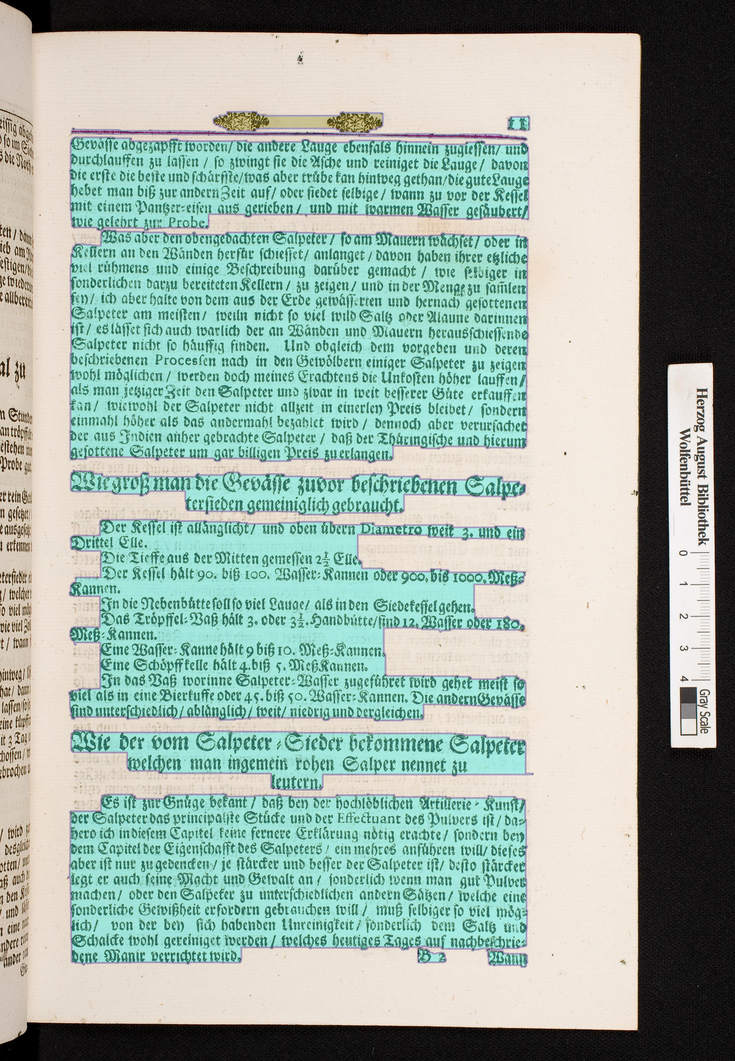 11
Gevässe abgezapfft worden/ die andere Lauge ebenfals hinnein zugiessen/ und
durchlauffen zu lassen / so zwingt sie die Asche und reiniget die Lauge / davon
die erste die beste und schärffste/was aber trübe kan hinweg gethan/die gute Lauge
hebet man biß zur andern Zeit auf/ oder siedet selbige / wann zu vor der Kessel
mit einem Pantzer-eisen aus gerieben / und mit warmen Wasser gesäubert/
wie gelehrt zur Probe.
Was aber den obengedachten Salpeter / so am Mauern wächset/ oder in
Kellern an den Wänden herfür schiesset/ anlanget / davon haben ihrer etzliche
viel rühmens und einige Beschreibung darüber gemacht / wie selbiger in
sonderlichen darzu bereiteten Kellern / zu zeigen / und in der Menge zu samlen
sey/ ich aber halte von dem aus der Erde gewässerten und hernach gesottenen
Salpeter am meisten / weiln nicht so viel wild Saltz oder Alaune darinnen
ist / es lässet sich auch warlich der an Wänden und Mauern herausschiessende
Salpeter nicht so häuffig finden. Und obgleich dem vorgeben und deren
beschriebenen Processen nach in den Gewölbern einiger Salpeter zu zeigen
wohl möglichen / werden doch meines Erachtens die Unkosten höher lauffen/
als man jetziger Zeit den Salpeter und zwar in weit besserer Güte erkauffen
kan / wiewohl der Salpeter nicht allzeit in einerley Preis bleibet / sondern
einmahl höher als das andermahl bezahlt wird / dennoch aber verursachet
der aus Indien anher gebrachte Salpeter / daß der Thüringische und hierum
gesottene Salpeter um gar billigen Preis zu erlangen.
Wie groß man die Gevässe zuvor beschriebenen Salpe-
tersieden gemeiniglich gebraucht.
Der Kessel ist allänglicht/ und oben übern Diametro weit 3. und ein
Drittel Elle.
Die Tieffe aus der Mitten gemessen 2½ Elle.
Der Kessel hält 90. biß 100. Wasser-Kannen oder 900. bis 1000. Meß-
Kannen.
In die Nebenbütte soll so viel Lauge/ als in den Siedekessel gehen.
Das Tröpffel-Vaß hält 3. oder 3½. Handbütte/sind 12. Wasser oder 180.
Meß-Kannen.
Eine Wasser-Kanne hält 9 biß 10. Meß-Kannen.
Eine Schöpffkelle hält 4. biß 5. MeßKannen.
In das Vaß worinne Salpeter-Wasser zugeführet wird gehet meist so
viel als in eine Bierkuffe oder 45. biß 50. Wasser-Kannen. Die andern Gevässe
sind unterschiedlich / ablänglich / weit / niedrig und dergleichen.
Wie der vom Salpeter-Sieder bekommene Salpeter
welchen man ingemein rohen Salper nennet zu
leutern.
Es ist zur Gnüge bekant / daß bey der hochlöblichen Artillerie-Kunst/
der Salpeter das principalste Stücke und der Effectuant des Pulvers ist / da-
hero ich in diesem Capitel keine fernere Erklärung nötig erachte / sondern bey
dem Capitel der Eigenschafft des Salpeters / ein mehres anführen will / dieses
aber ist nur zu gedencken / je stärcker und besser der Salpeter ist/ desto stärcker
legt er auch seine Macht und Gewalt an / sonderlich wenn man gut Pulver
machen / oder den Salpeter zu unterschiedlichen andern Sätzen / welche eine
sonderliche Gewißheit erfordern gebrauchen will / muß selbiger so viel mög-
lich / von der bey sich habenden Unreinigkeit / sonderlich dem Saltz und
Schalcke wohl gereiniget werden / welches heutiges Tages auf nachbeschrie-
bene Manir verrichtet wird.
B 2 Wann
Herzog August Bibliothek
Wolfenbüttel
0 1 2 3 4
Gray Scale